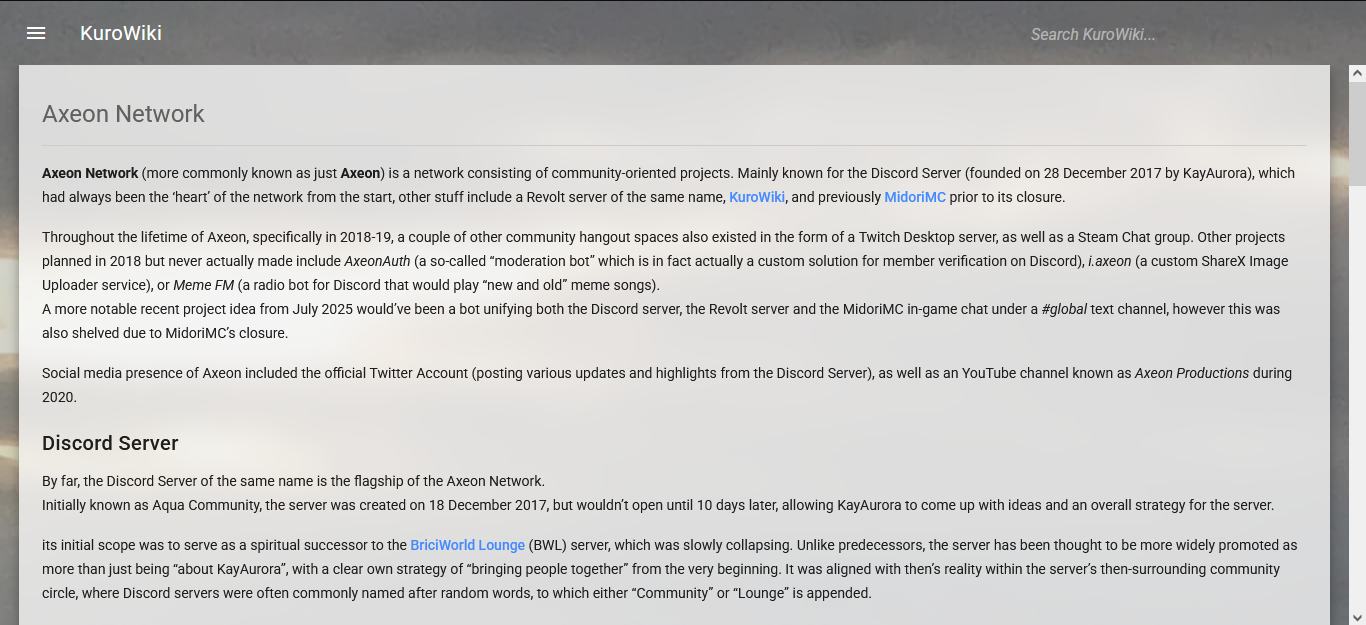 KuroWiki
Search KuroWiki...
Axeon Network
Axeon Network (more commonly known as just Axeon) is a network consisting of community-oriented projects. Mainly known for the Discord Server (founded on 28 December 2017 by KayAurora), which
had always been the ‘heart’ of the network from the start, other stuff include a Revolt server of the same name, KuroWiki, and previously MidoriMC prior to its closure.
Throughout the lifetime of Axeon, specifically in 2018-19, a couple of other community hangout spaces also existed in the form of a Twitch Desktop server, as well as a Steam Chat group. Other projects
planned in 2018 but never actually made include AxeonAuth (a so-called “moderation bot” which is in fact actually a custom solution for member verification on Discord), i.axeon (a custom ShareX Image
Uploader service), or Meme FM (a radio bot for Discord that would play “new and old” meme songs).
A more notable recent project idea from July 2025 would’ve been a bot unifying both the Discord server, the Revolt server and the MidoriMC in-game chat under a #global text channel, however this was
also shelved due to MidoriMC’s closure.
Social media presence of Axeon included the official Twitter Account (posting various updates and highlights from the Discord Server), as well as an YouTube channel known as Axeon Productions during
2020.
Discord Server
By far, the Discord Server of the same name is the flagship of the Axeon Network.
Initially known as Aqua Community, the server was created on 18 December 2017, but wouldn’t open until 10 days later, allowing KayAurora to come up with ideas and an overall strategy for the server.
its initial scope was to serve as a spiritual successor to the BriciWorld Lounge (BWL) server, which was slowly collapsing. Unlike predecessors, the server has been thought to be more widely promoted as
more than just being “about KayAurora”, with a clear own strategy of “bringing people together” from the very beginning. It was aligned with then’s reality within the server’s then-surrounding community
circle, where Discord servers were often commonly named after random words, to which either “Community” or “Lounge” is appended.